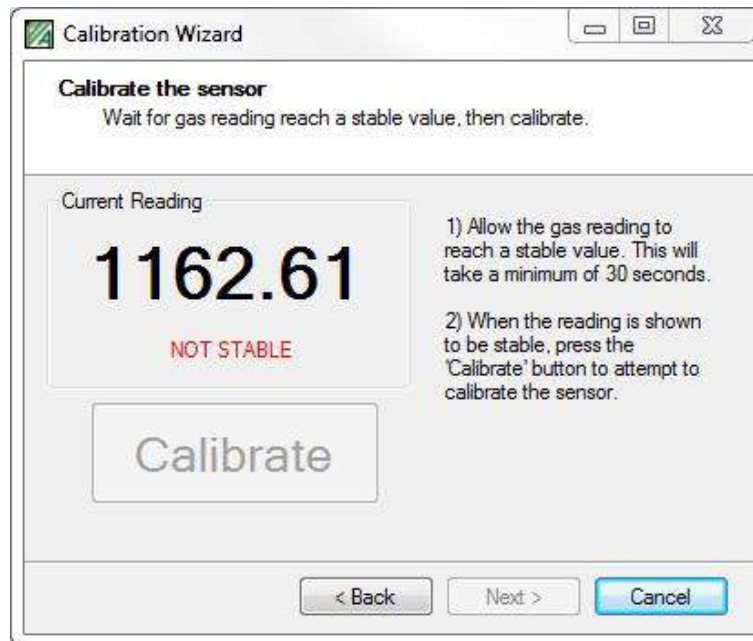 Calibration Wizard
Calibrate the sensor
Wait for gas reading reach a stable value, then calibrate.
Current Reading
1162.61
NOT STABLE
Calibrate
1) Allow the gas reading to
reach a stable value. This will
take a minimum of 30 seconds.
2) When the reading is shown
to be stable, press the
'Calibrate' button to attempt to
calibrate the sensor.
< Back
Next >
Cancel